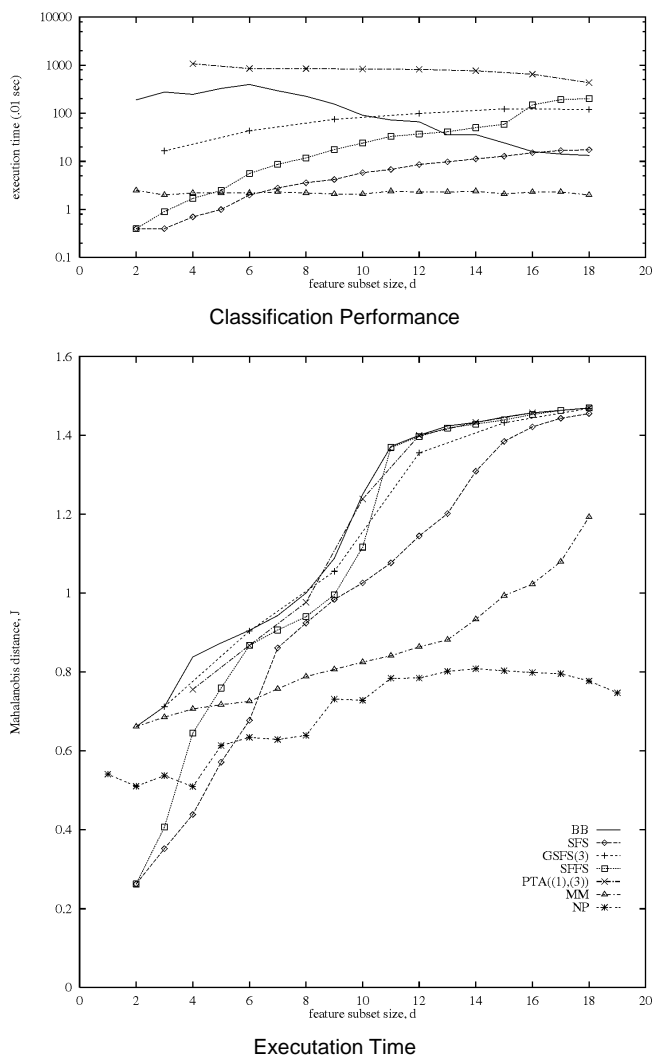 10000
1000
100
10
1
0.1
execution time (.01 sec)
0 2 4 6 8 10 12 14 16 18 20
feature subset size, d
Classification Performance
1.6
1.4
1.2
1
0.8
0.6
0.4
0.2
0
Mahalanobis distance, J
BB
SFS
GSFS(3)
SFFS
PTA((1),(3))
MM
NP
0 2 4 6 8 10 12 14 16 18 20
feature subset size, d
Executation Time